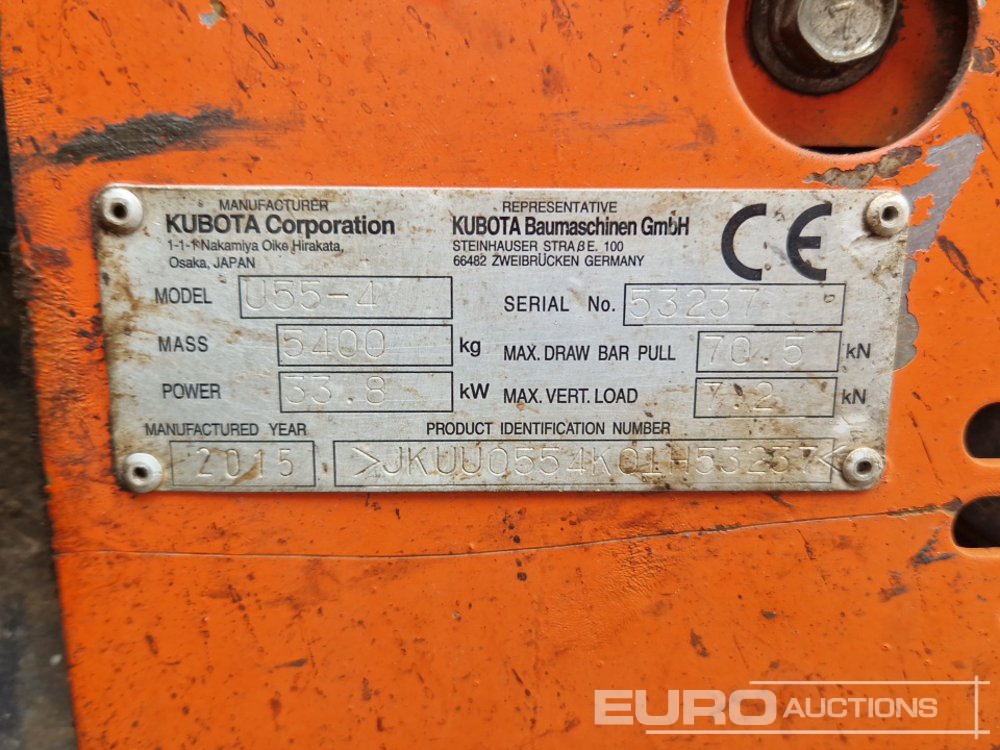 MANUFACTURER
KUBOTA Corporation
1-1-1 Nakamiya Oike Hirakata,
Osaka, JAPAN
REPRESENTATIVE
KUBOTA Baumaschinen GmbH
STEINHAUSER STRAßE. 100
66482 ZWEIBRÜCKEN GERMANY
CE
MODEL U55-4
SERIAL No. 53237
MASS 5400 kg
MAX. DRAW BAR PULL 70.5 kN
POWER 33.8 kW
MAX. VERT. LOAD 7.2 kN
MANUFACTURED YEAR
2015
PRODUCT IDENTIFICATION NUMBER
>JKUU0554K01H53237<
EURO AUCTIONS